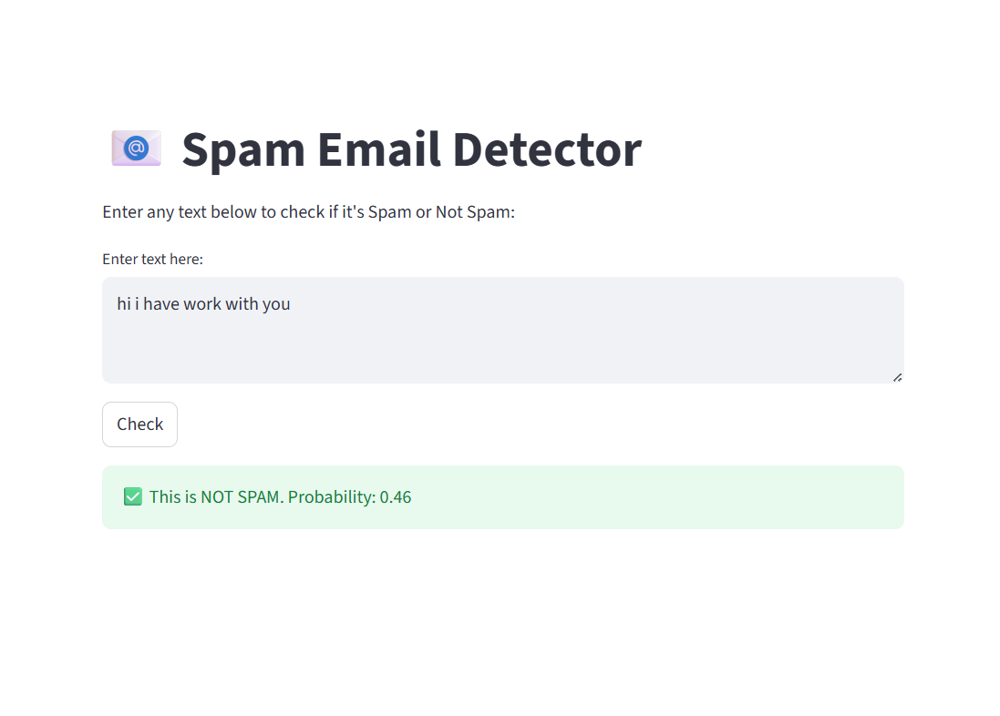 Spam Email Detector
Enter any text below to check if it's Spam or Not Spam:
Enter text here:
hi i have work with you
Check
✅ This is NOT SPAM. Probability: 0.46